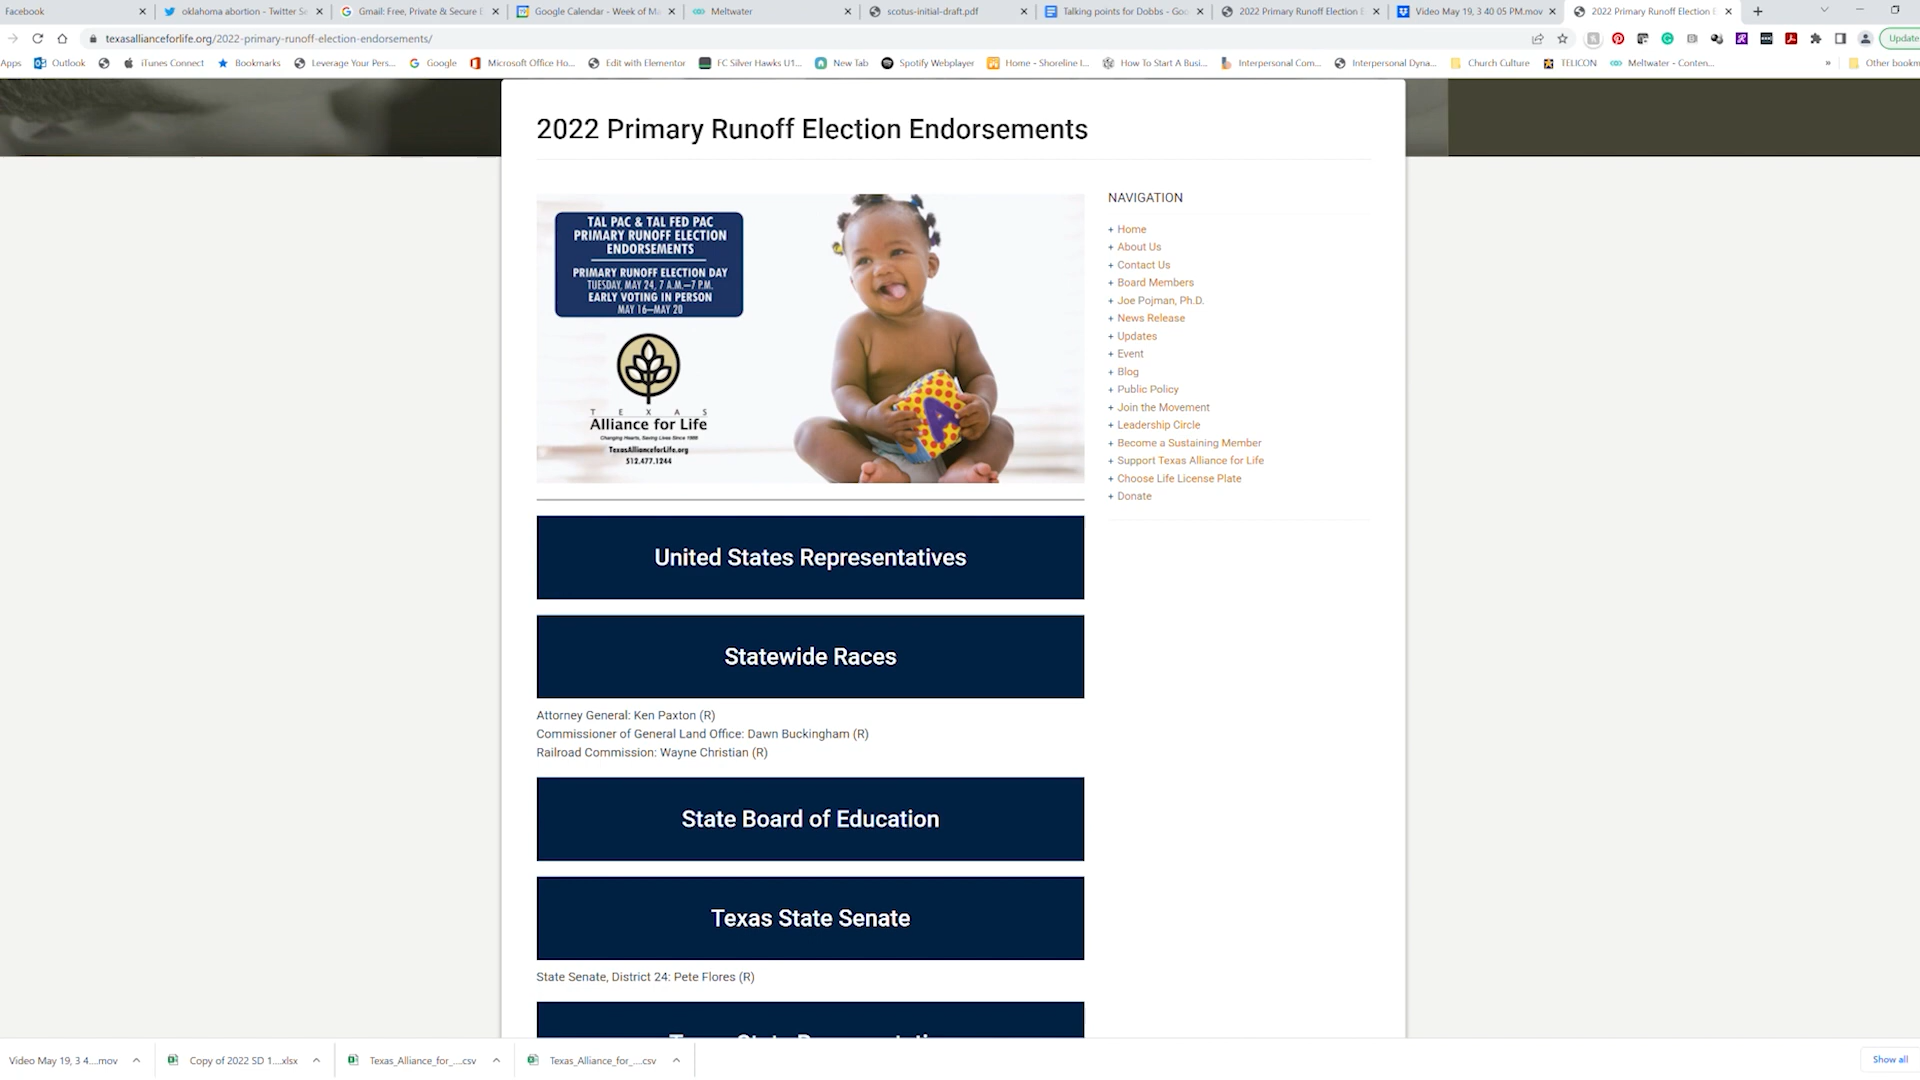 Facebook
oklahoma abortion - Twitter Se
Gmail: Free, Private & Secure E
Google Calendar - Week of Ma
Meltwater
scotus-initial-draft.pdf
Talking points for Dobbs - Goo
2022 Primary Runoff Election E
Video May 19, 3 40 05 PM.mov
2022 Primary Runoff Election E
texasallianceforlife.org/2022-primary-runoff-election-endorsements/
Update
Apps
Outlook
iTunes Connect
Bookmarks
Leverage Your Pers...
Google
Microsoft Office Ho...
Edit with Elementor
FC Silver Hawks U1...
New Tab
Spotify Webplayer
Home - Shoreline I...
How To Start A Busi...
Interpersonal Com...
Interpersonal Dyna...
Church Culture
TELICON
Meltwater - Conten...
»
Other bookm
2022 Primary Runoff Election Endorsements
TAL PAC & TAL FED PAC
PRIMARY RUNOFF ELECTION
ENDORSEMENTS
PRIMARY RUNOFF ELECTION DAY
TUESDAY, MAY 24, 7 A.M.–7 P.M.
EARLY VOTING IN PERSON
MAY 16–MAY 20
TEXAS
Alliance for Life
Changing Hearts, Saving Lives Since 1988
TexasAllianceforLife.org
512.477.1244
A
NAVIGATION
+ Home
+ About Us
+ Contact Us
+ Board Members
+ Joe Pojman, Ph.D.
+ News Release
+ Updates
+ Event
+ Blog
+ Public Policy
+ Join the Movement
+ Leadership Circle
+ Become a Sustaining Member
+ Support Texas Alliance for Life
+ Choose Life License Plate
+ Donate
United States Representatives
Statewide Races
Attorney General: Ken Paxton (R)
Commissioner of General Land Office: Dawn Buckingham (R)
Railroad Commission: Wayne Christian (R)
State Board of Education
Texas State Senate
State Senate, District 24: Pete Flores (R)
Video May 19, 3 4....mov
Copy of 2022 SD 1....xlsx
Texas_Alliance_for_....csv
Texas_Alliance_for_....csv
Show all